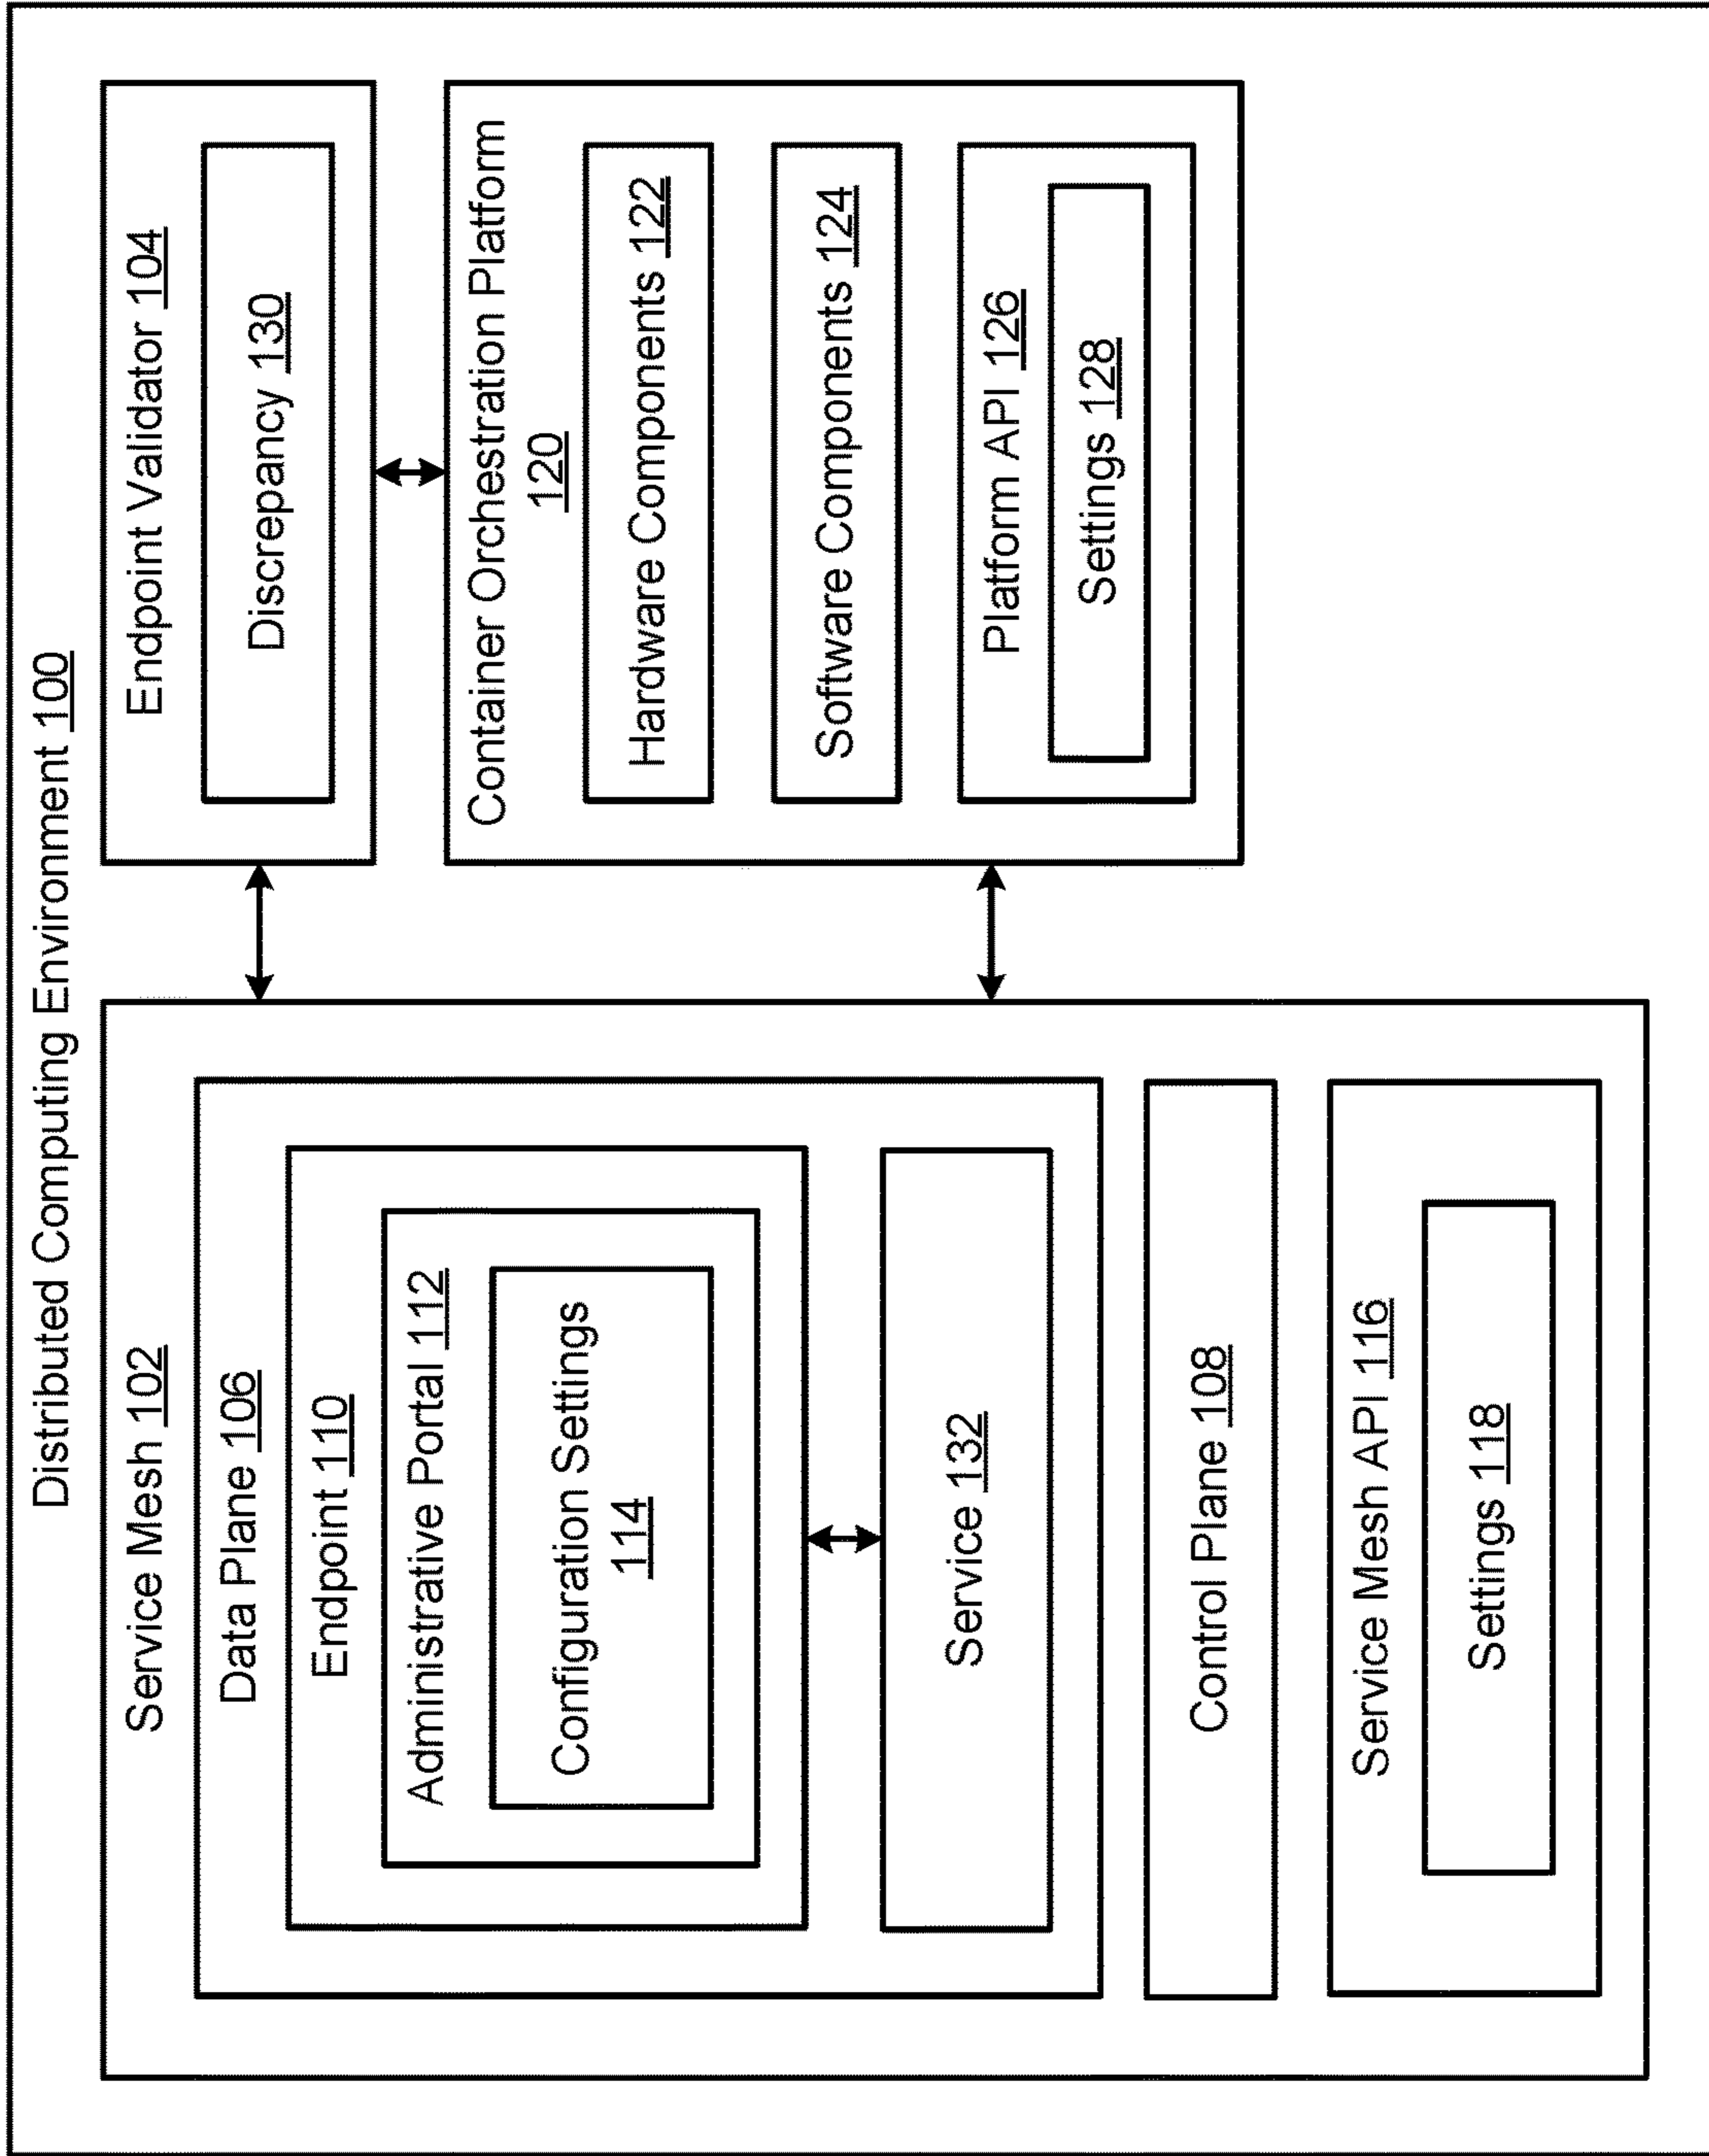 Distributed Computing Environment 100
Service Mesh 102
Data Plane 106
Endpoint 110
Administrative Portal 112
Configuration Settings
114
Service 132
Control Plane 108
Service Mesh API 116
Settings 118
Endpoint Validator 104
Discrepancy 130
Container Orchestration Platform
120
Hardware Components 122
Software Components 124
Platform API 126
Settings 128